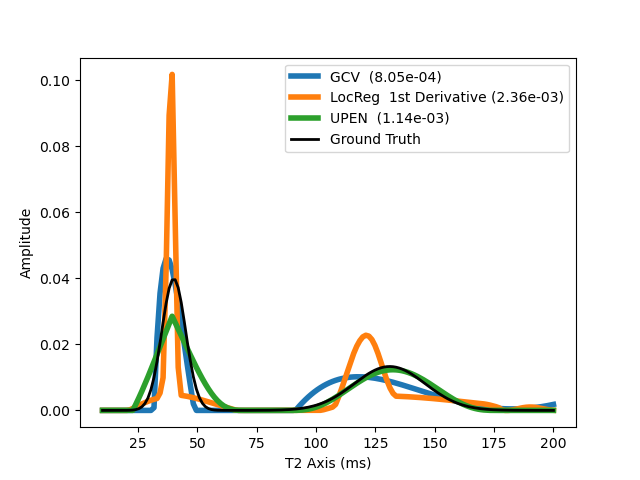 GCV (8.05e-04)
LocReg 1st Derivative (2.36e-03)
UPEN (1.14e-03)
Ground Truth
0.10
0.08
0.06
0.04
0.02
0.00
Amplitude
25 50 75 100 125 150 175 200
T2 Axis (ms)